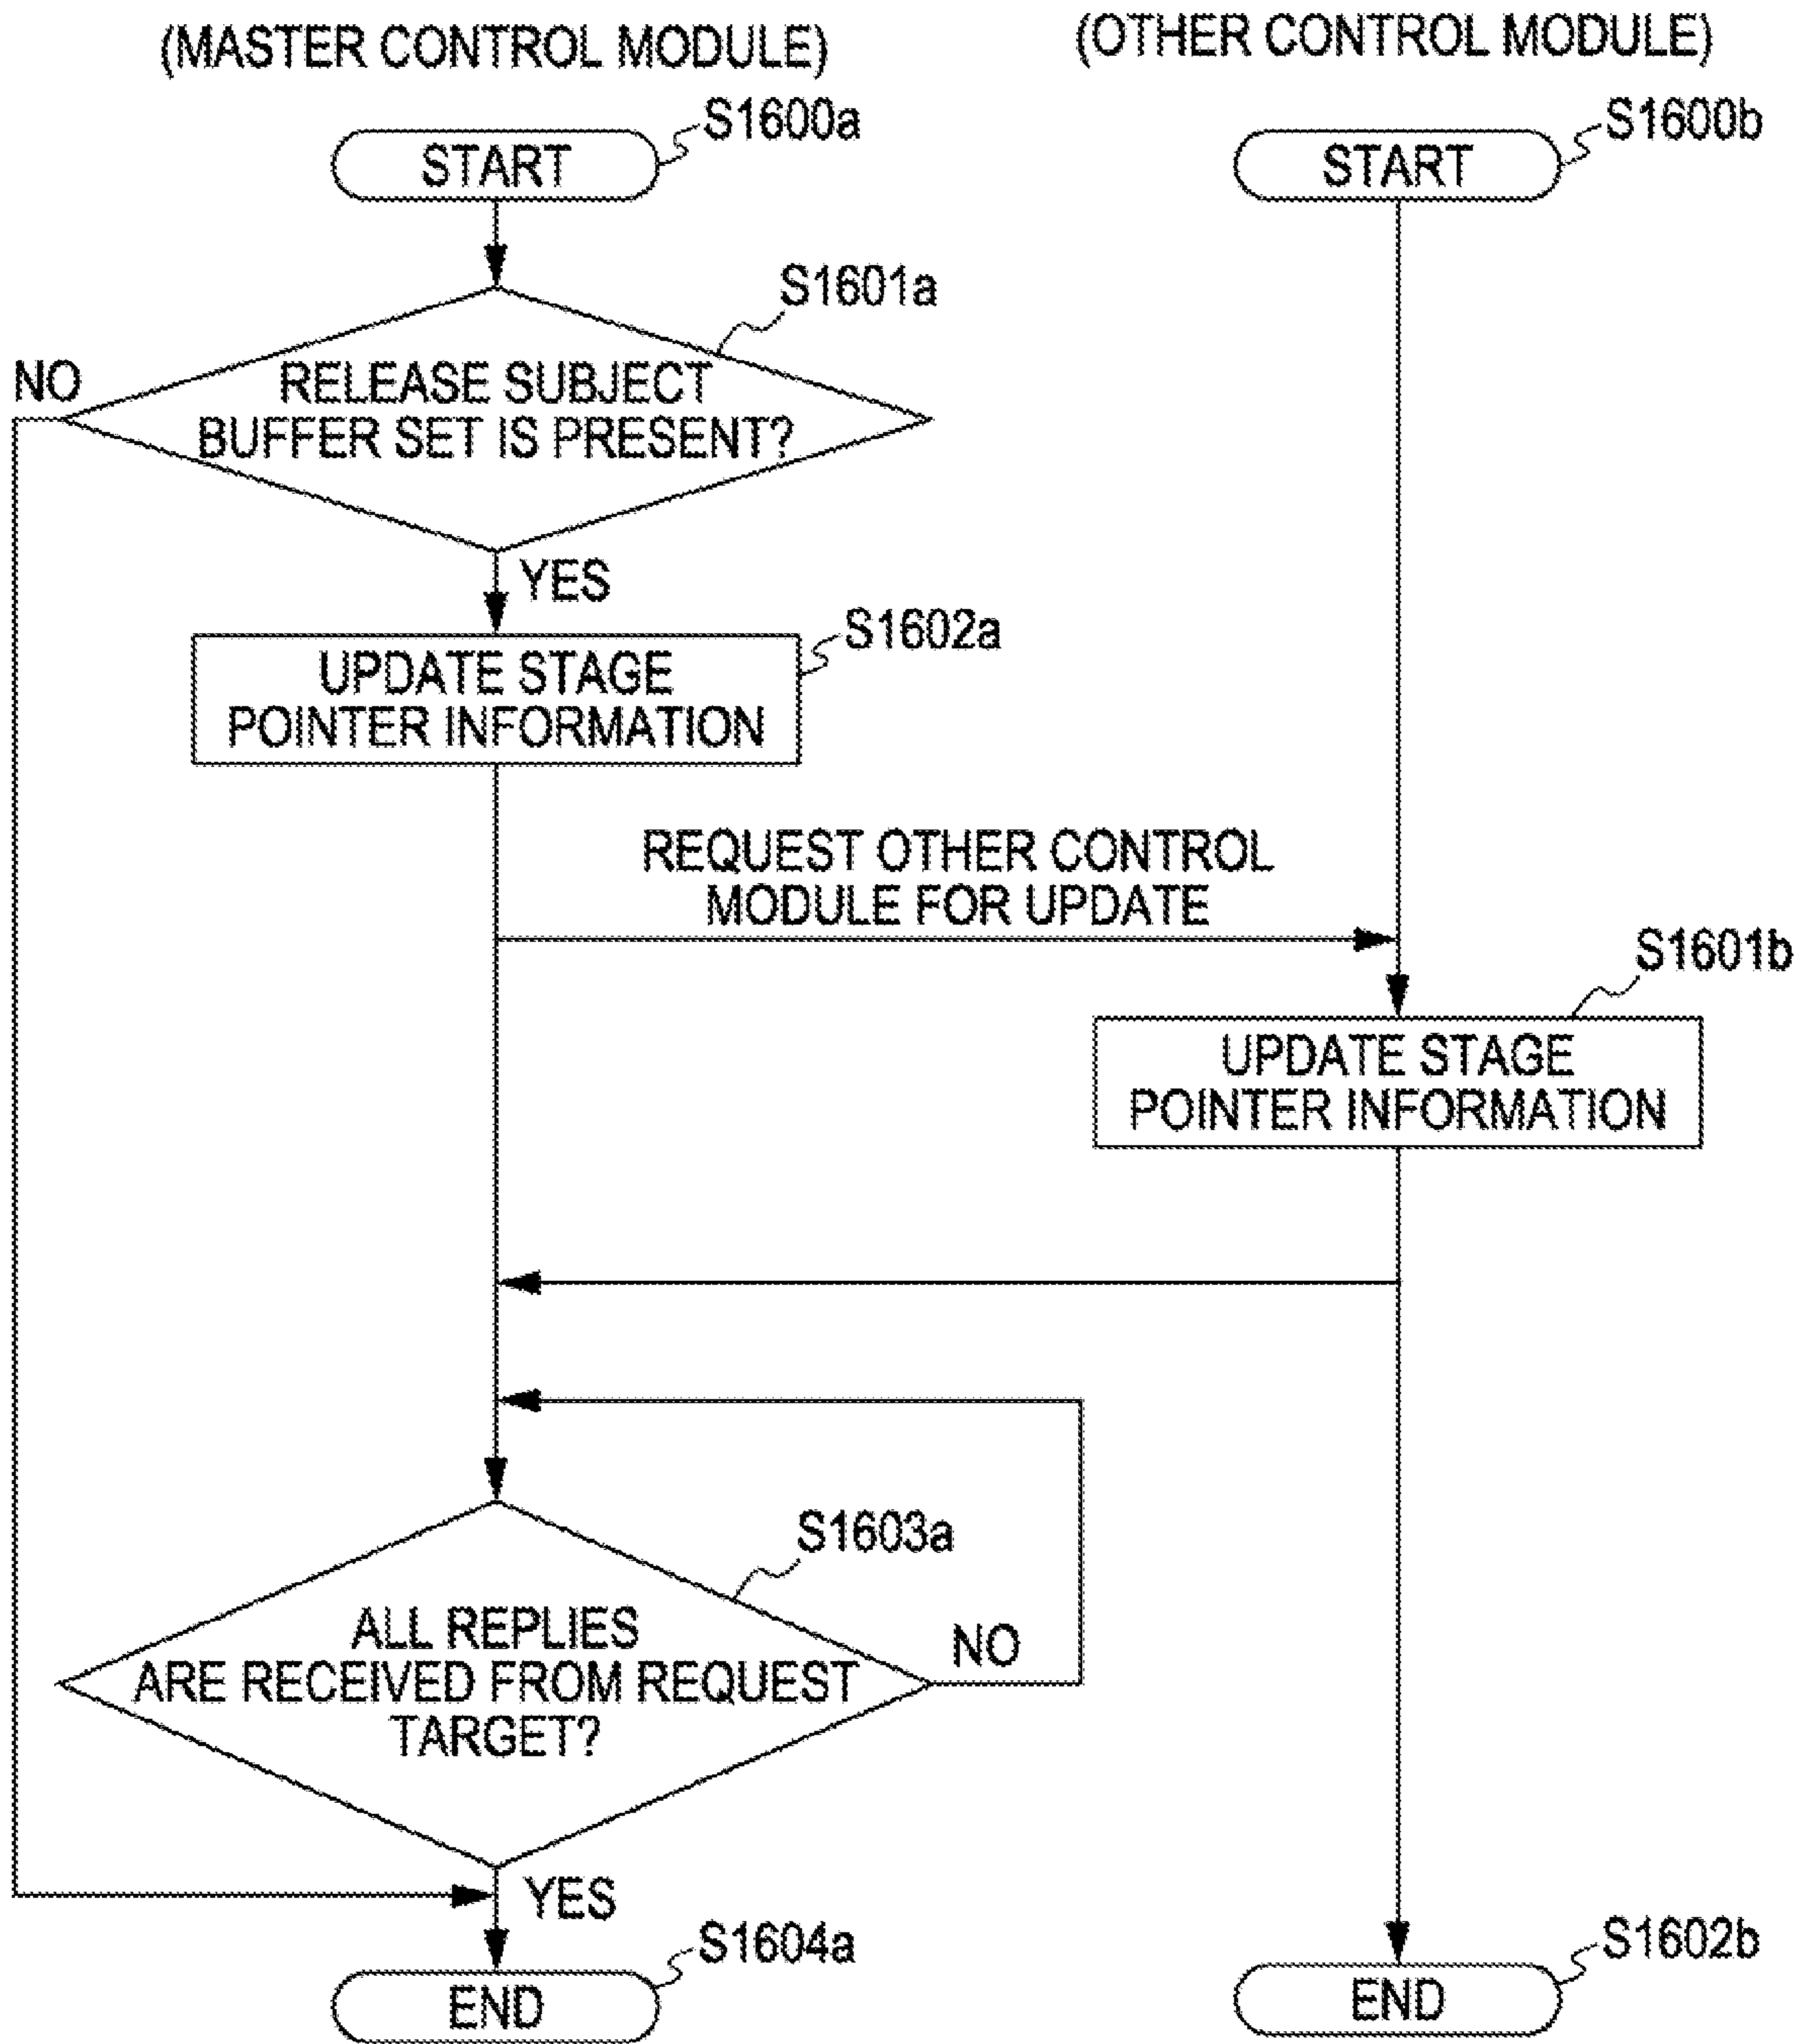 (MASTER CONTROL MODULE)
(OTHER CONTROL MODULE)
S1600a
START
S1600b
START
S1601a
NO
RELEASE SUBJECT
BUFFER SET IS PRESENT?
YES
S1602a
UPDATE STAGE
POINTER INFORMATION
REQUEST OTHER CONTROL
MODULE FOR UPDATE
S1601b
UPDATE STAGE
POINTER INFORMATION
S1603a
ALL REPLIES
ARE RECEIVED FROM REQUEST
TARGET?
NO
YES
S1604a
END
S1602b
END